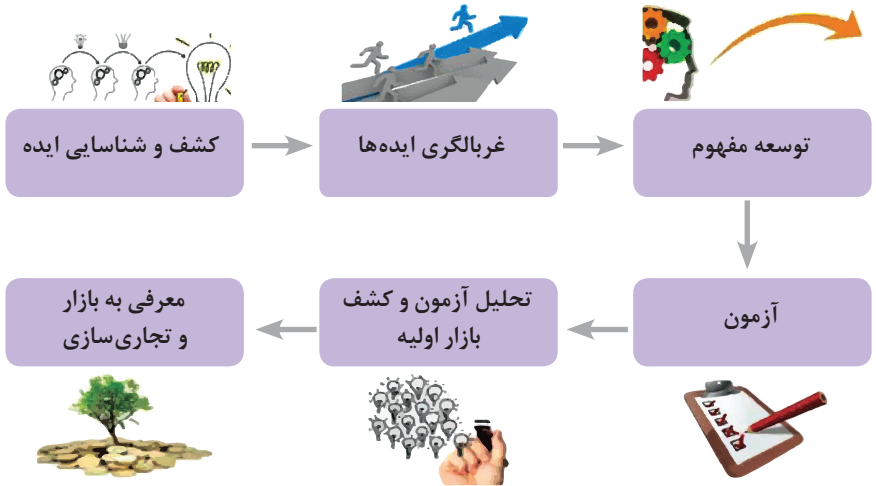 کشف و شناسایی ایده
غربالگری ایده‌ها
توسعه مفهوم
آزمون
تحلیل آزمون و کشف
بازار اولیه
معرفی به بازار
و تجاری‌سازی